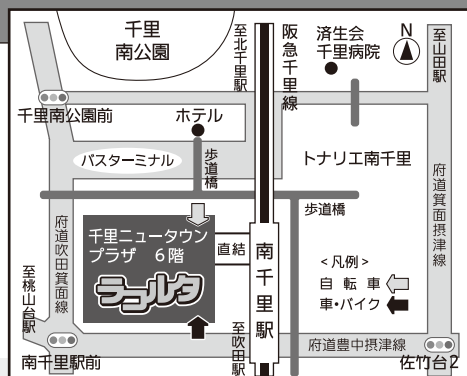 千里
南公園
至北千里駅
阪急千里線
済生会
千里病院
N
至山田駅
千里南公園前
ホテル
バスターミナル
歩道橋
トナリエ南千里
府道箕面摂津線
歩道橋
府道吹田箕面線
千里ニュータウン
プラザ 6階
ラコルタ
直結
南千里駅
<凡例>
自転車
車・バイク
至桃山台駅
南千里駅前
至吹田駅
府道豊中摂津線
佐竹台2